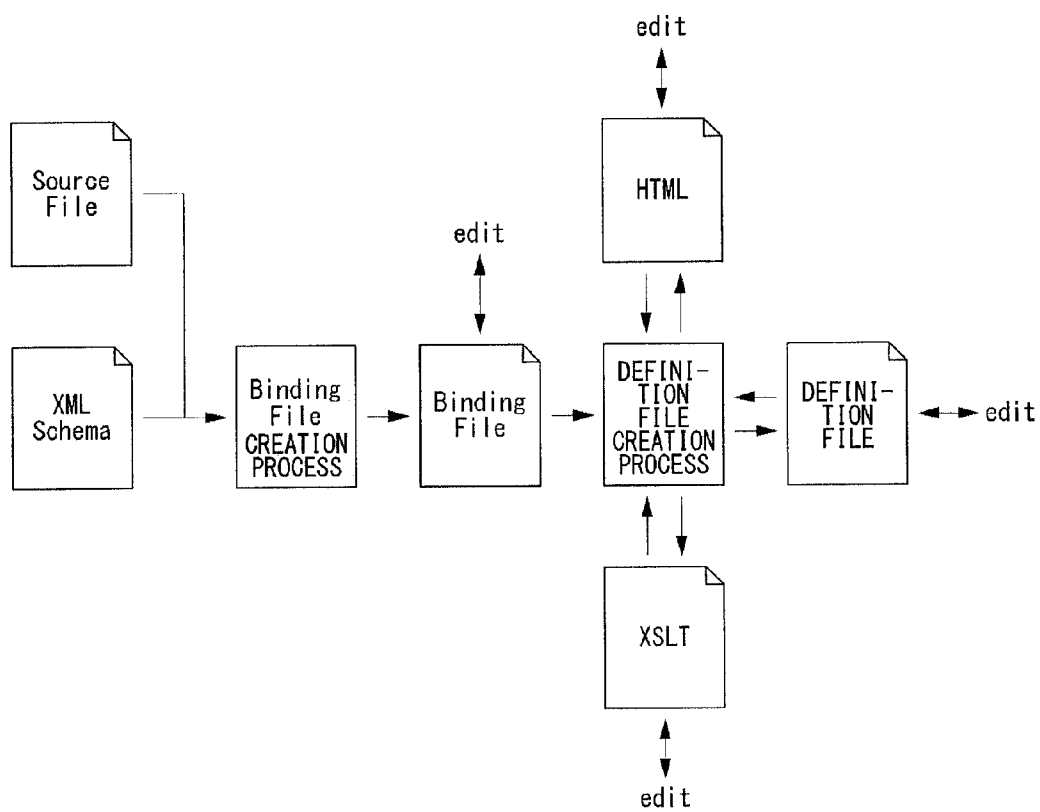 edit
Source
File
HTML
edit
XML
Schema
Binding
File
CREATION
PROCESS
Binding
File
DEFINI-
TION
FILE
CREATION
PROCESS
DEFINI-
TION
FILE
edit
XSLT
edit